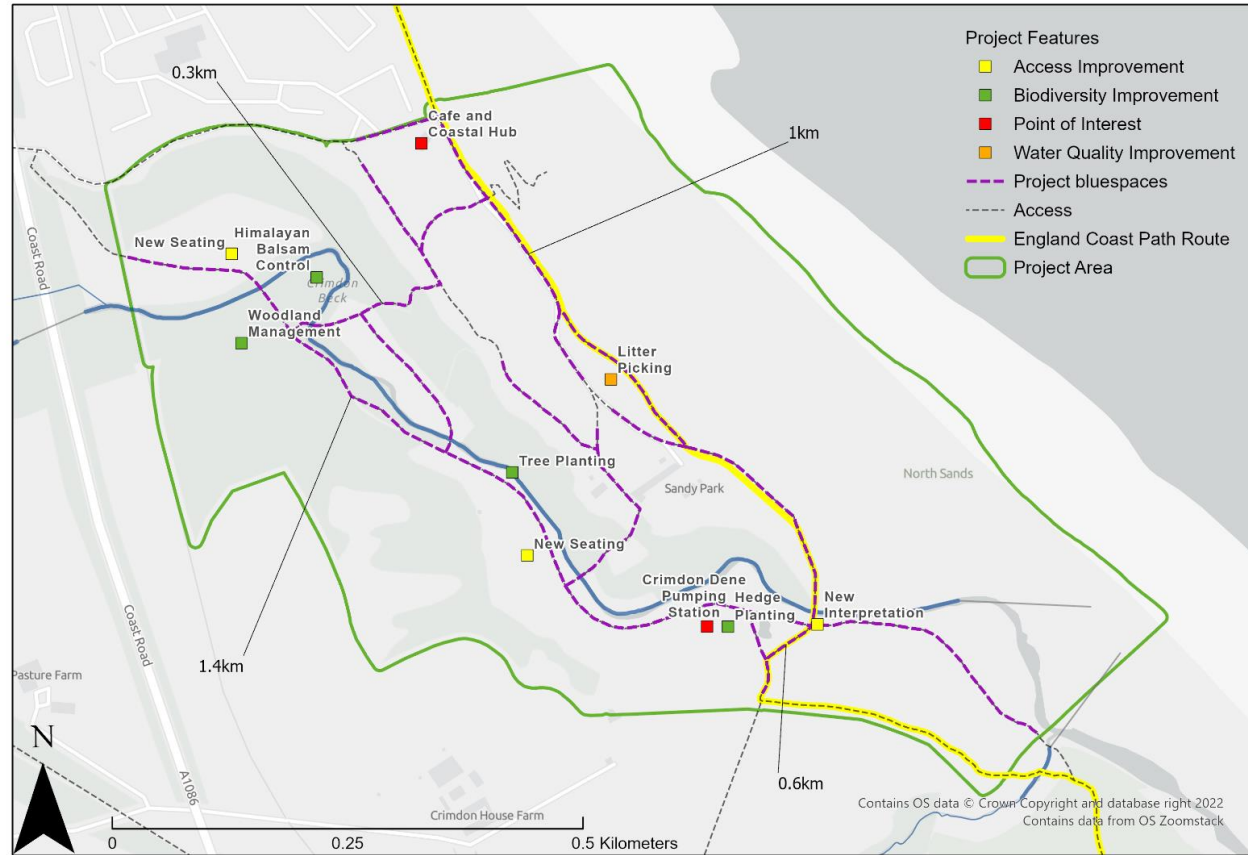 Project Features
Access Improvement
Biodiversity Improvement
Point of Interest
Water Quality Improvement
Project bluespaces
Access
England Coast Path Route
Project Area
0.3km
Cafe and
Coastal Hub
1km
Coast Road
New Seating
Himalayan
Balsam
Control
Crimdon
Beck
Woodland
Management
Litter
Picking
Tree Planting
Sandy Park
North Sands
New Seating
Crimdon Dene
Pumping
Station
Hedge
Planting
New
Interpretation
Coast Road
1.4km
Pasture Farm
A1086
N
0.6km
Crimdon House Farm
0
0.25
0.5 Kilometers
Contains OS data © Crown Copyright and database right 2022
Contains data from OS Zoomstack